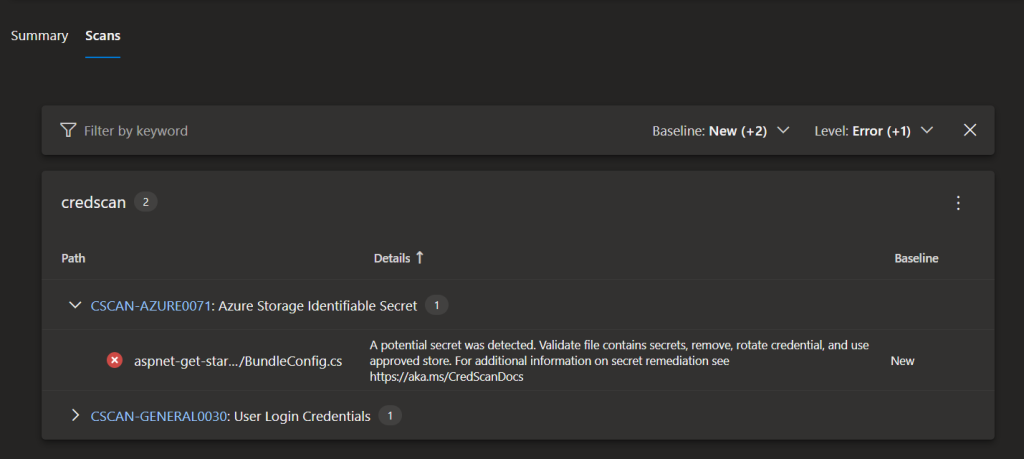 Summary Scans
Filter by keyword Baseline: New (+2) Level: Error (+1)
credscan 2
Path Details ↑ Baseline
CSCAN-AZURE0071: Azure Storage Identifiable Secret 1
aspnet-get-star.../BundleConfig.cs
A potential secret was detected. Validate file contains secrets, remove, rotate credential, and use
approved store. For additional information on secret remediation see
https://aka.ms/CredScanDocs
New
CSCAN-GENERAL0030: User Login Credentials 1